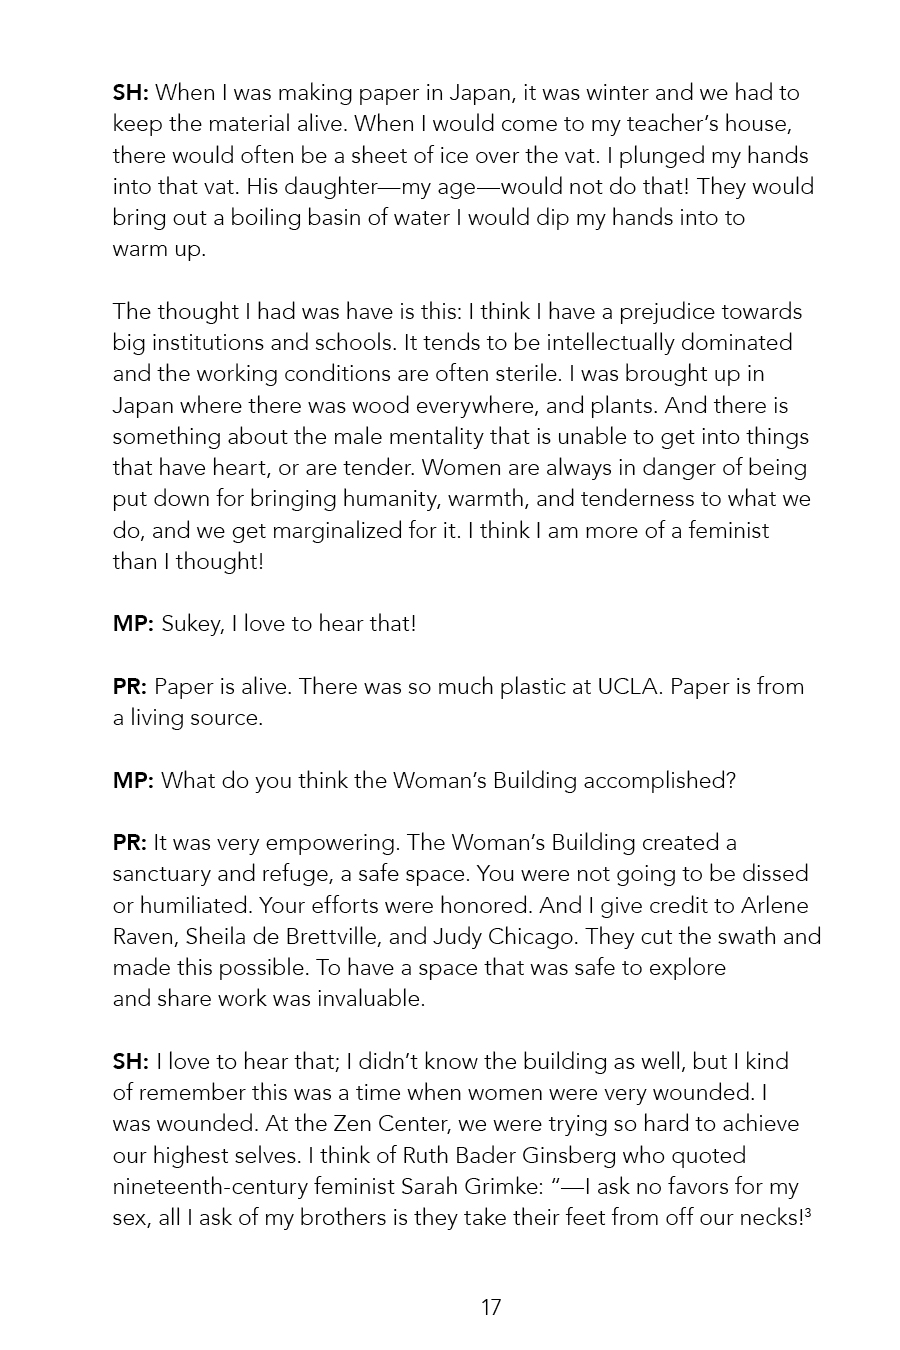 SH: When I was making paper in Japan, it was winter and we had to
keep the material alive. When I would come to my teacher’s house,
there would often be a sheet of ice over the vat. I plunged my hands
into that vat. His daughter—my age—would not do that! They would
bring out a boiling basin of water I would dip my hands into to
warm up.
The thought I had was have is this: I think I have a prejudice towards
big institutions and schools. It tends to be intellectually dominated
and the working conditions are often sterile. I was brought up in
Japan where there was wood everywhere, and plants. And there is
something about the male mentality that is unable to get into things
that have heart, or are tender. Women are always in danger of being
put down for bringing humanity, warmth, and tenderness to what we
do, and we get marginalized for it. I think I am more of a feminist
than I thought!
MP: Sukey, I love to hear that!
PR: Paper is alive. There was so much plastic at UCLA. Paper is from
a living source.
MP: What do you think the Woman’s Building accomplished?
PR: It was very empowering. The Woman’s Building created a
sanctuary and refuge, a safe space. You were not going to be dissed
or humiliated. Your efforts were honored. And I give credit to Arlene
Raven, Sheila de Brettville, and Judy Chicago. They cut the swath and
made this possible. To have a space that was safe to explore
and share work was invaluable.
SH: I love to hear that; I didn’t know the building as well, but I kind
of remember this was a time when women were very wounded. I
was wounded. At the Zen Center, we were trying so hard to achieve
our highest selves. I think of Ruth Bader Ginsberg who quoted
nineteenth-century feminist Sarah Grimke: “—I ask no favors for my
sex, all I ask of my brothers is they take their feet from off our necks!³
17